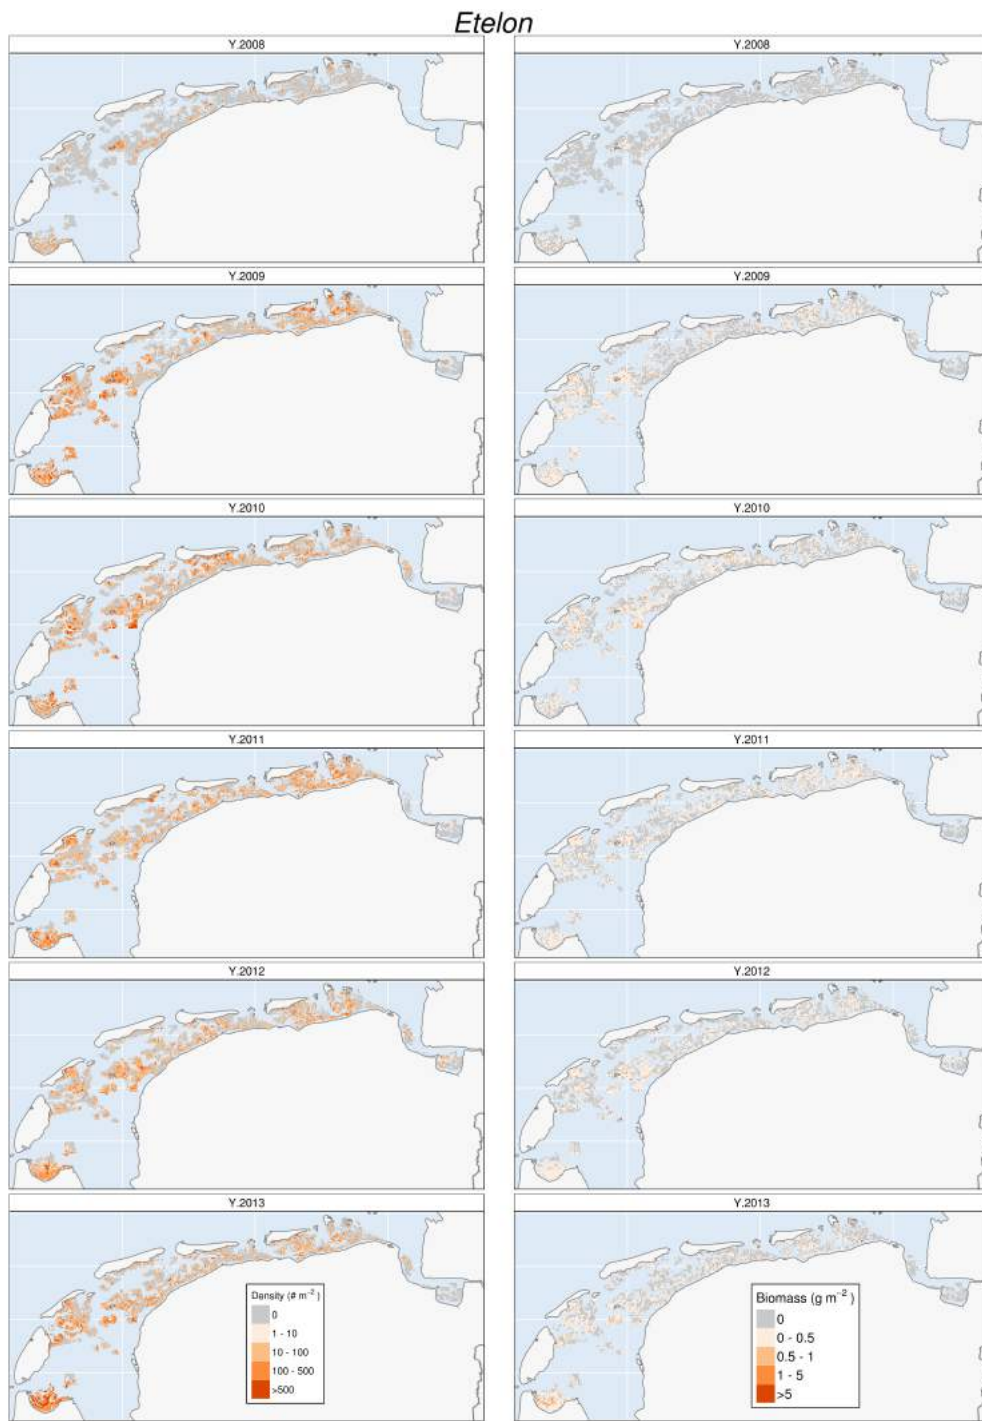 Etelon
Y.2008
Y.2008
Y.2009
Y.2009
Y.2010
Y.2010
Y.2011
Y.2011
Y.2012
Y.2012
Y.2013
Y.2013
Density (# m⁻²)
0
1 - 10
10 - 100
100 - 500
>500
Biomass (g m⁻² )
0
0 - 0.5
0.5 - 1
1 - 5
>5